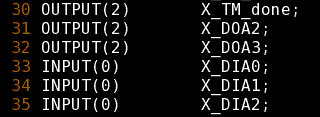 30 OUTPUT(2) X_TM_done;
31 OUTPUT(2) X_DOA2;
32 OUTPUT(2) X_DOA3;
33 INPUT(0) X_DIA0;
34 INPUT(0) X_DIA1;
35 INPUT(0) X_DIA2;